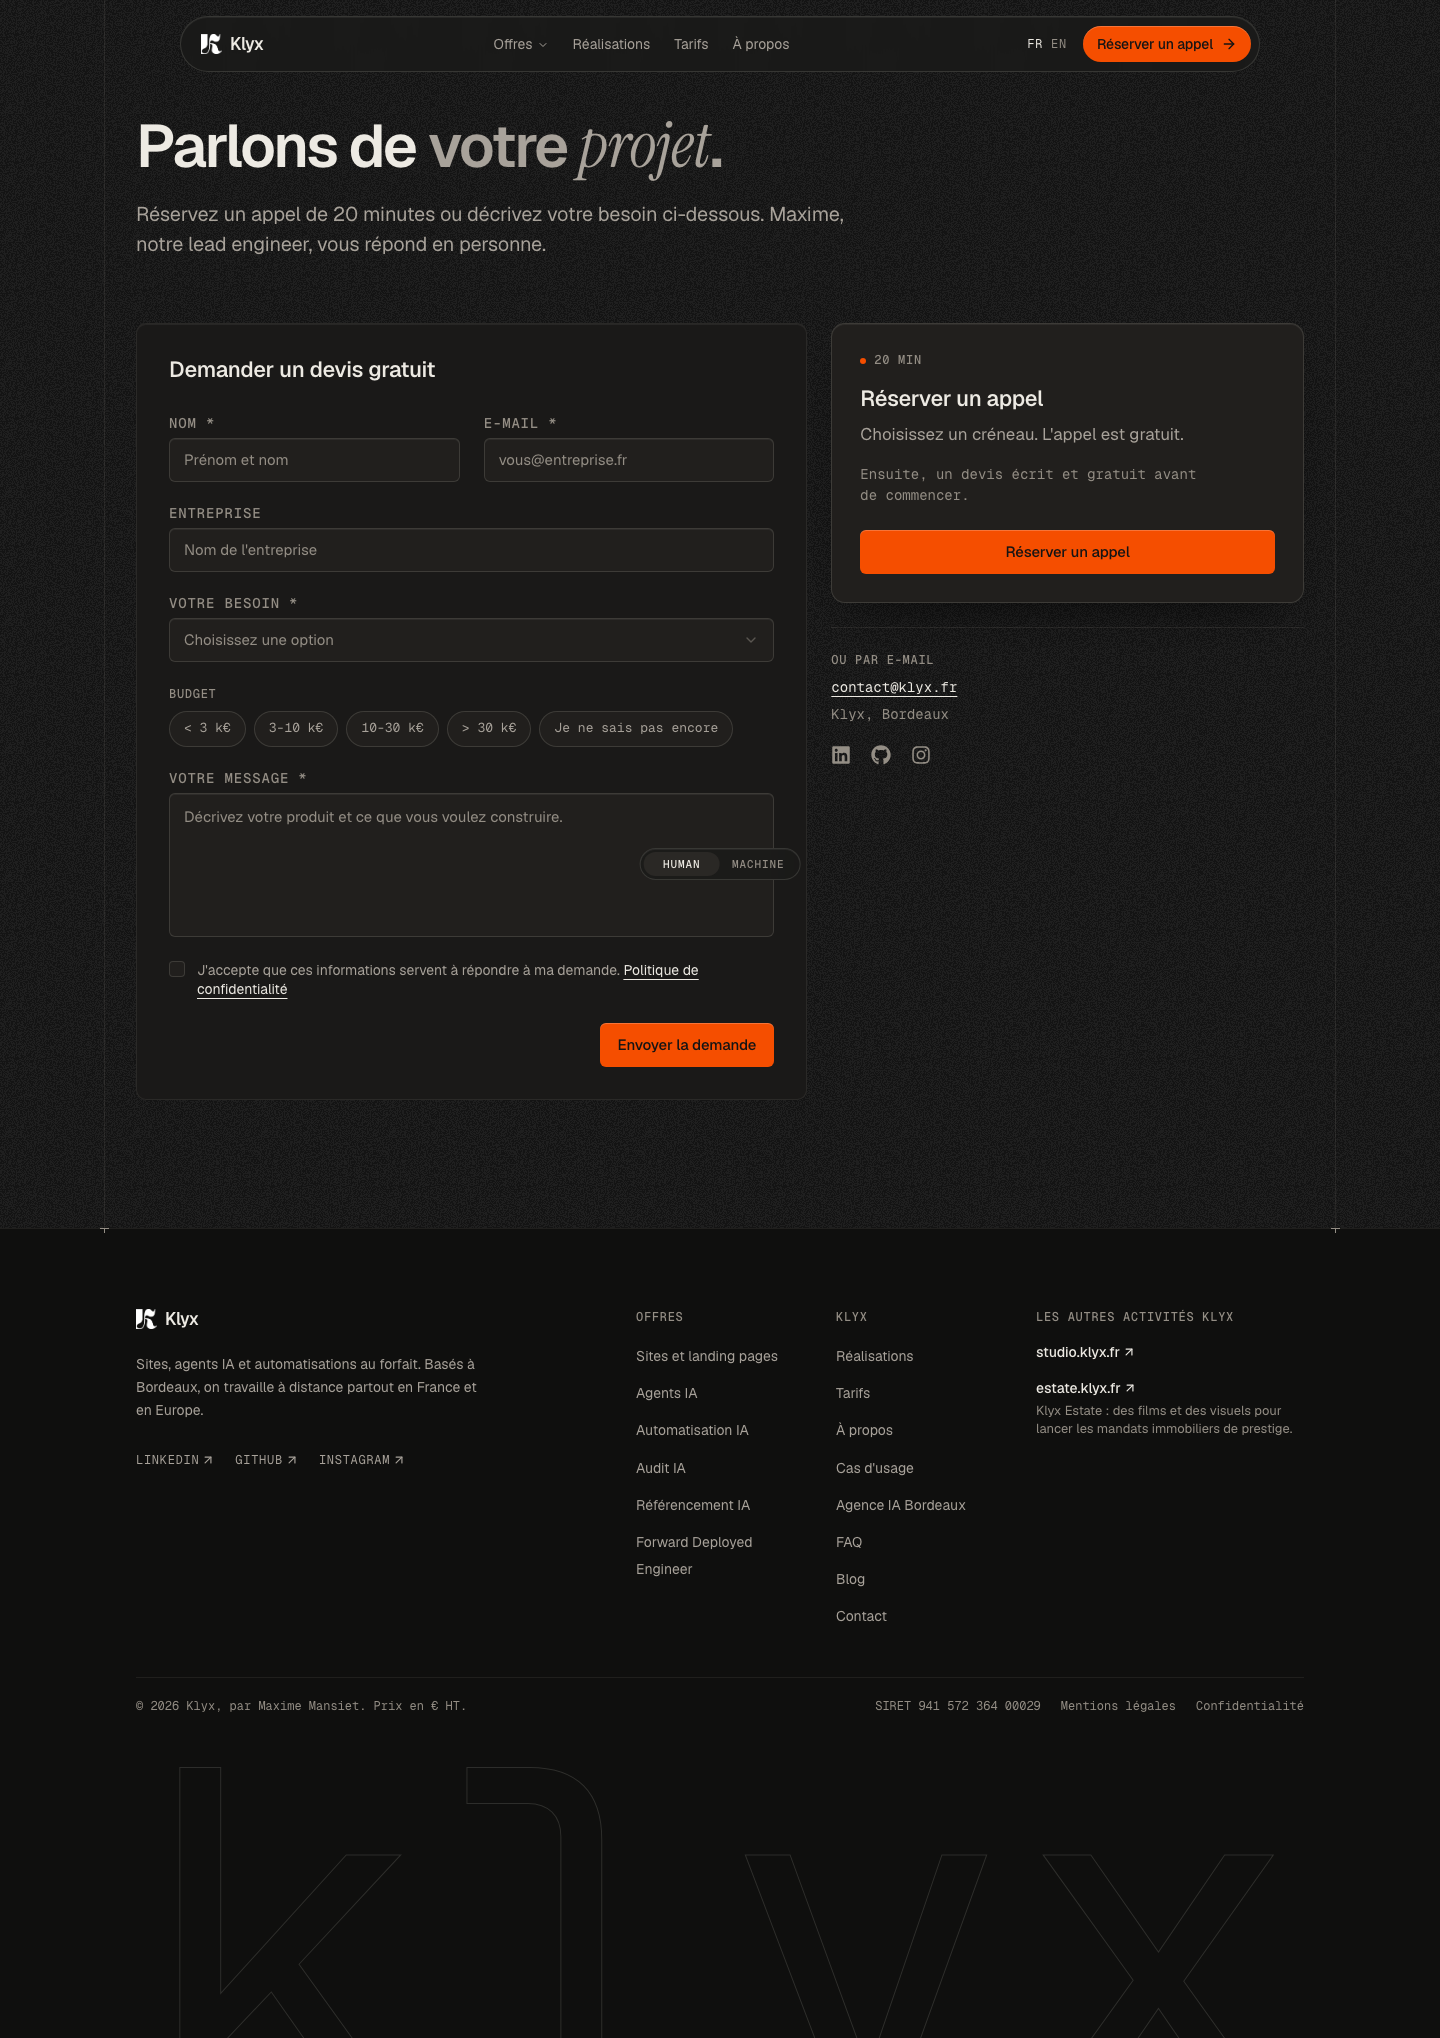 Klyx
Offres
Réalisations
Tarifs
À propos
FR EN
Réserver un appel
Parlons de votre projet.
Réservez un appel de 20 minutes ou décrivez votre besoin ci-dessous. Maxime,
notre lead engineer, vous répond en personne.
Demander un devis gratuit
NOM *
Prénom et nom
E-MAIL *
vous@entreprise.fr
ENTREPRISE
Nom de l'entreprise
VOTRE BESOIN *
Choisissez une option
BUDGET
< 3 k€
3-10 k€
10-30 k€
> 30 k€
Je ne sais pas encore
VOTRE MESSAGE *
Décrivez votre produit et ce que vous voulez construire.
HUMAN
MACHINE
J'accepte que ces informations servent à répondre à ma demande. Politique de
confidentialité
Envoyer la demande
20 MIN
Réserver un appel
Choisissez un créneau. L'appel est gratuit.
Ensuite, un devis écrit et gratuit avant
de commencer.
Réserver un appel
OU PAR E-MAIL
contact@klyx.fr
Klyx, Bordeaux
Klyx
Sites, agents IA et automatisations au forfait. Basés à
Bordeaux, on travaille à distance partout en France et
en Europe.
LINKEDIN
GITHUB
INSTAGRAM
OFFRES
Sites et landing pages
Agents IA
Automatisation IA
Audit IA
Référencement IA
Forward Deployed
Engineer
KLYX
Réalisations
Tarifs
À propos
Cas d'usage
Agence IA Bordeaux
FAQ
Blog
Contact
LES AUTRES ACTIVITÉS KLYX
studio.klyx.fr
estate.klyx.fr
Klyx Estate : des films et des visuels pour
lancer les mandats immobiliers de prestige.
© 2026 Klyx, par Maxime Mansiet. Prix en € HT.
SIRET 941 572 364 00029
Mentions légales
Confidentialité
klyx